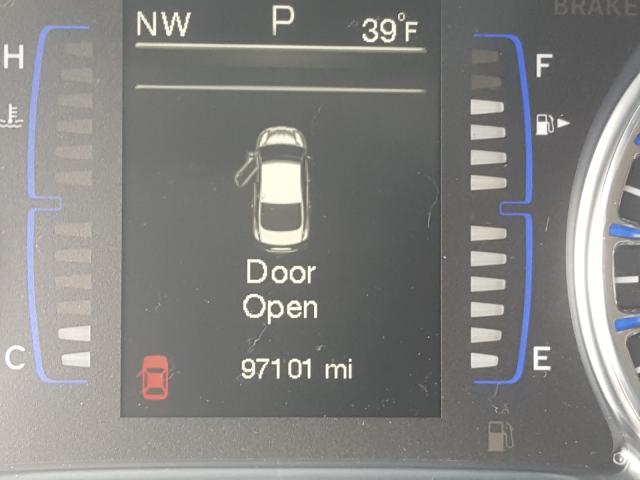 BRAKE
NW P 39°F
H F
Door
Open
C E
97101 mi